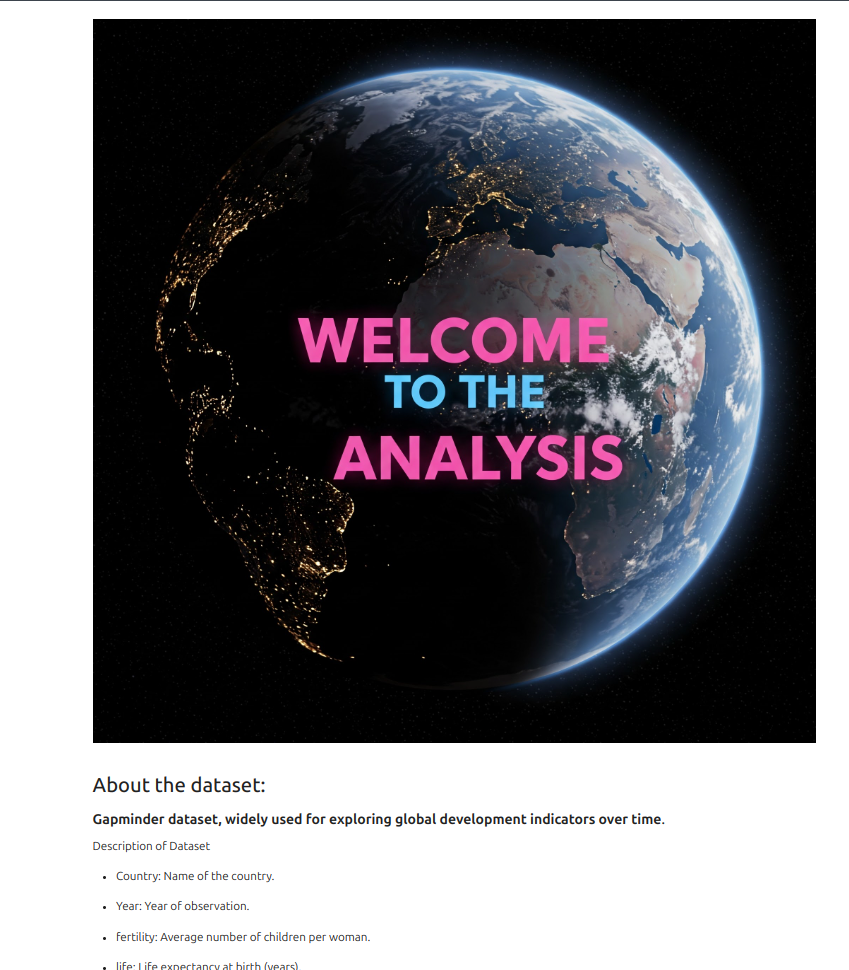 WELCOME
TO THE
ANALYSIS
About the dataset:
Gapminder dataset, widely used for exploring global development indicators over time.
Description of Dataset
• Country: Name of the country.
• Year: Year of observation.
• fertility: Average number of children per woman.
• life: Life expectancy at birth (years).